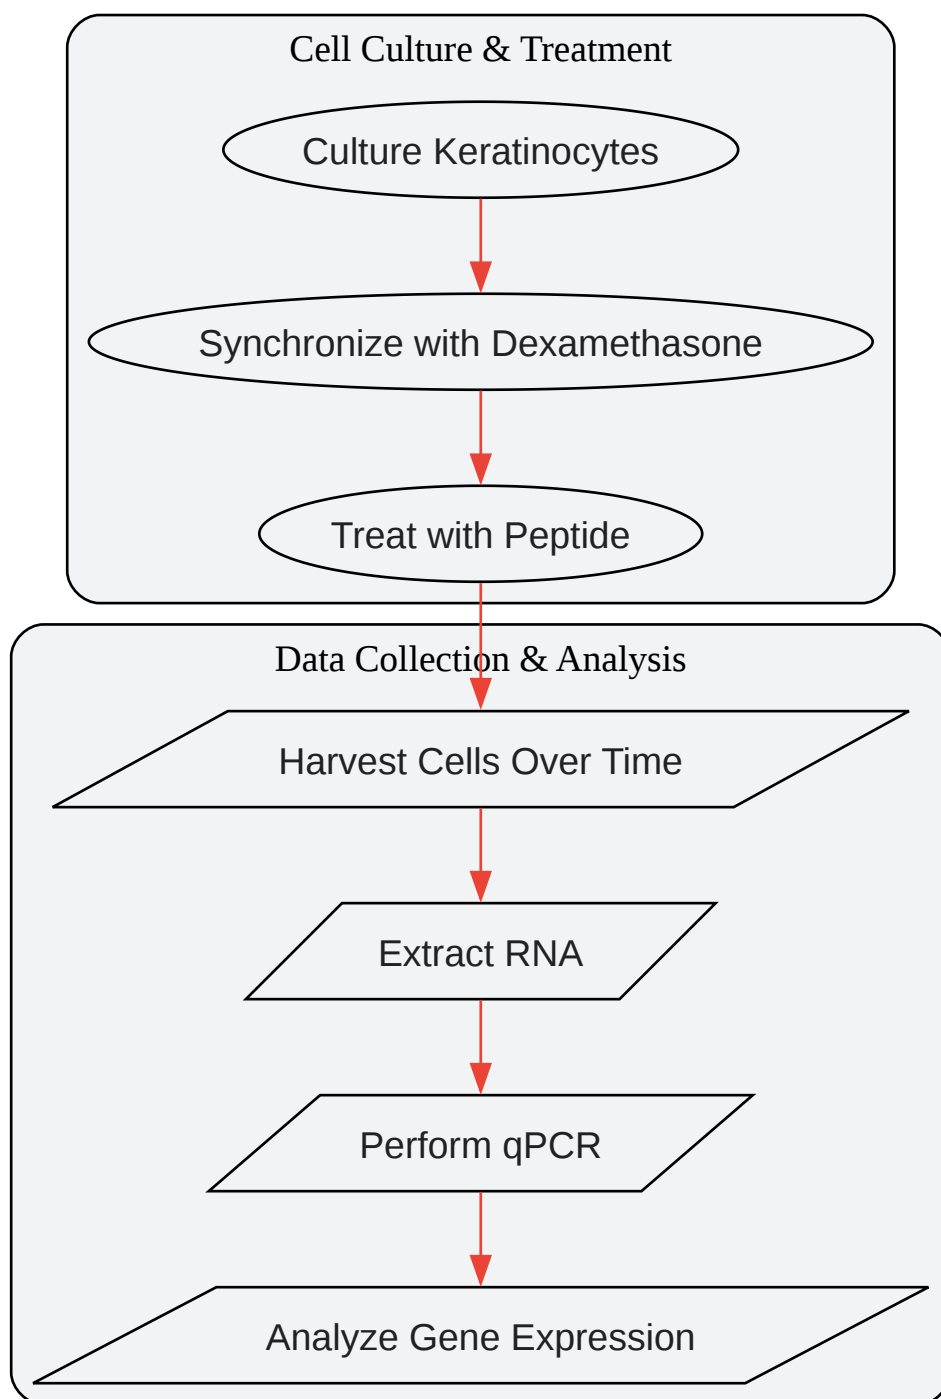 Cell Culture & Treatment
Culture Keratinocytes
Synchronize with Dexamethasone
Treat with Peptide
Data Collection & Analysis
Harvest Cells Over Time
Extract RNA
Perform qPCR
Analyze Gene Expression